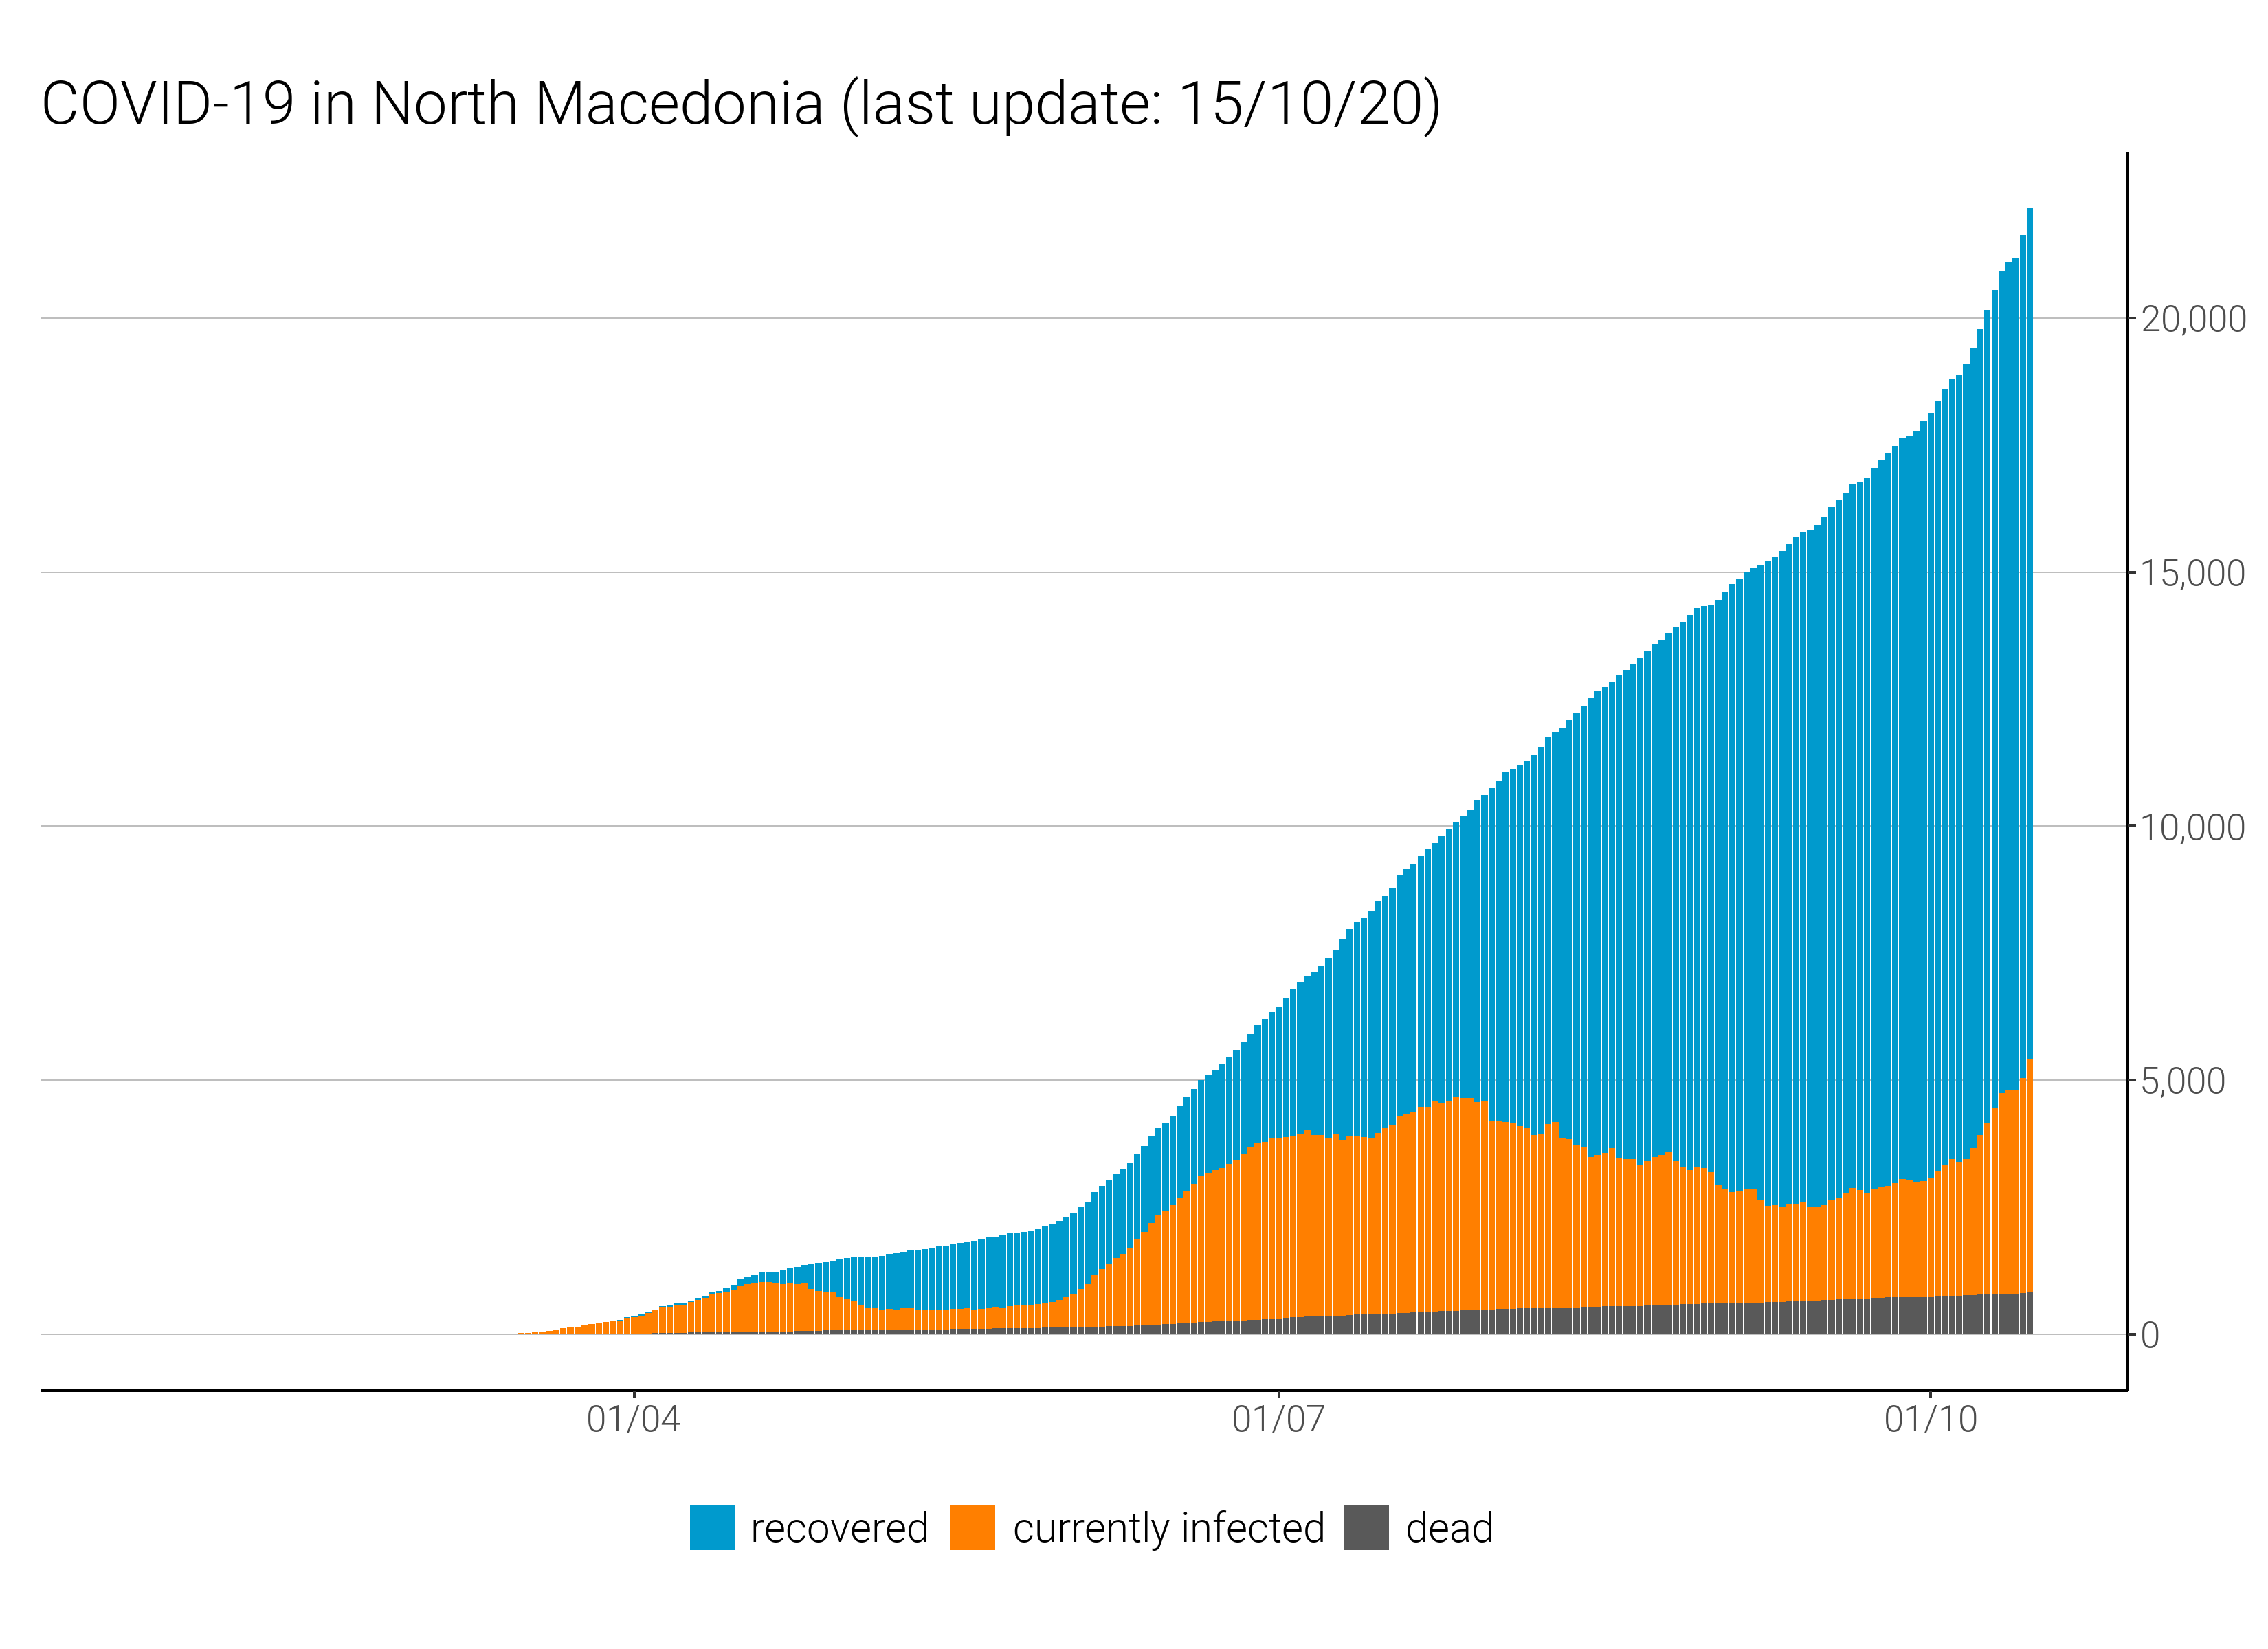 COVID-19 in North Macedonia (last update: 15/10/20)
20,000
15,000
10,000
5,000
0
01/04 01/07 01/10
recovered currently infected dead